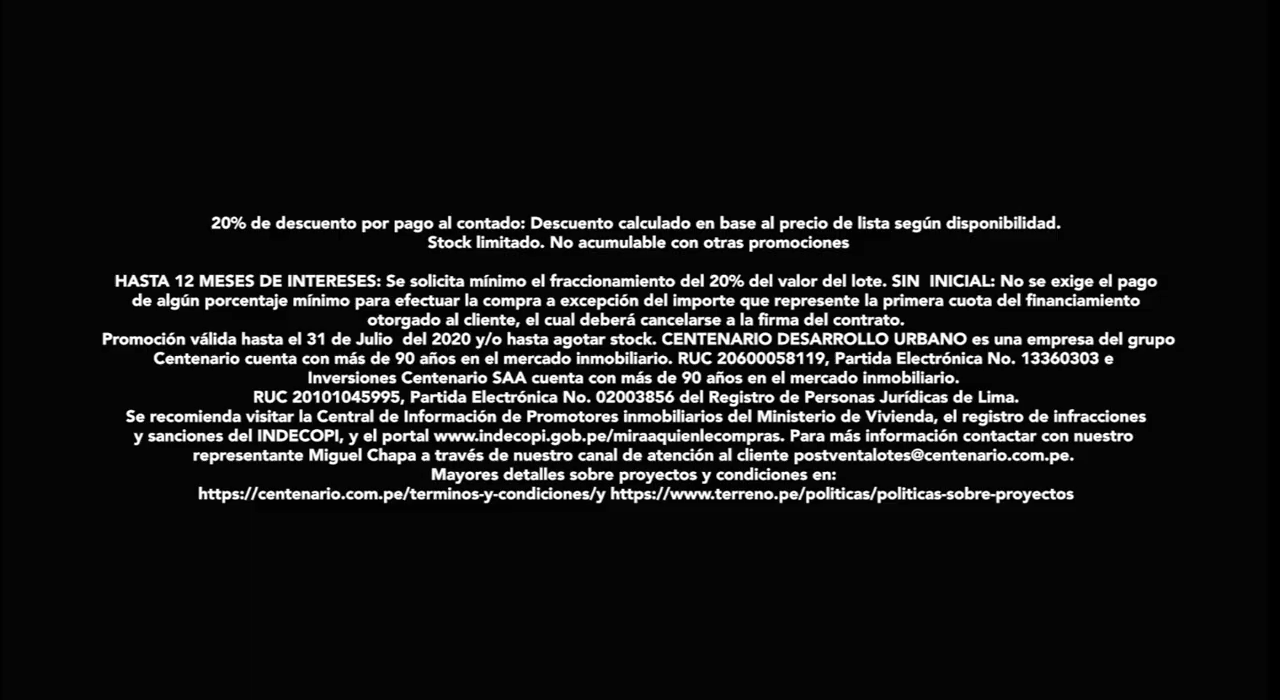 20% de descuento por pago al contado: Descuento calculado en base al precio de lista según disponibilidad.
Stock limitado. No acumulable con otras promociones
HASTA 12 MESES DE INTERESES: Se solicita mínimo el fraccionamiento del 20% del valor del lote. SIN  INICIAL: No se exige el pago
de algún porcentaje mínimo para efectuar la compra a excepción del importe que represente la primera cuota del financiamiento
otorgado al cliente, el cual deberá cancelarse a la firma del contrato.
Promoción válida hasta el 31 de Julio  del 2020 y/o hasta agotar stock. CENTENARIO DESARROLLO URBANO es una empresa del grupo
Centenario cuenta con más de 90 años en el mercado inmobiliario. RUC 20600058119, Partida Electrónica No. 13360303 e
Inversiones Centenario SAA cuenta con más de 90 años en el mercado inmobiliario.
RUC 20101045995, Partida Electrónica No. 02003856 del Registro de Personas Jurídicas de Lima.
Se recomienda visitar la Central de Información de Promotores inmobiliarios del Ministerio de Vivienda, el registro de infracciones
y sanciones del INDECOPI, y el portal www.indecopi.gob.pe/miraaquienlecompras. Para más información contactar con nuestro
representante Miguel Chapa a través de nuestro canal de atención al cliente postventalotes@centenario.com.pe.
Mayores detalles sobre proyectos y condiciones en:
https://centenario.com.pe/terminos-y-condiciones/y https://www.terreno.pe/politicas/politicas-sobre-proyectos